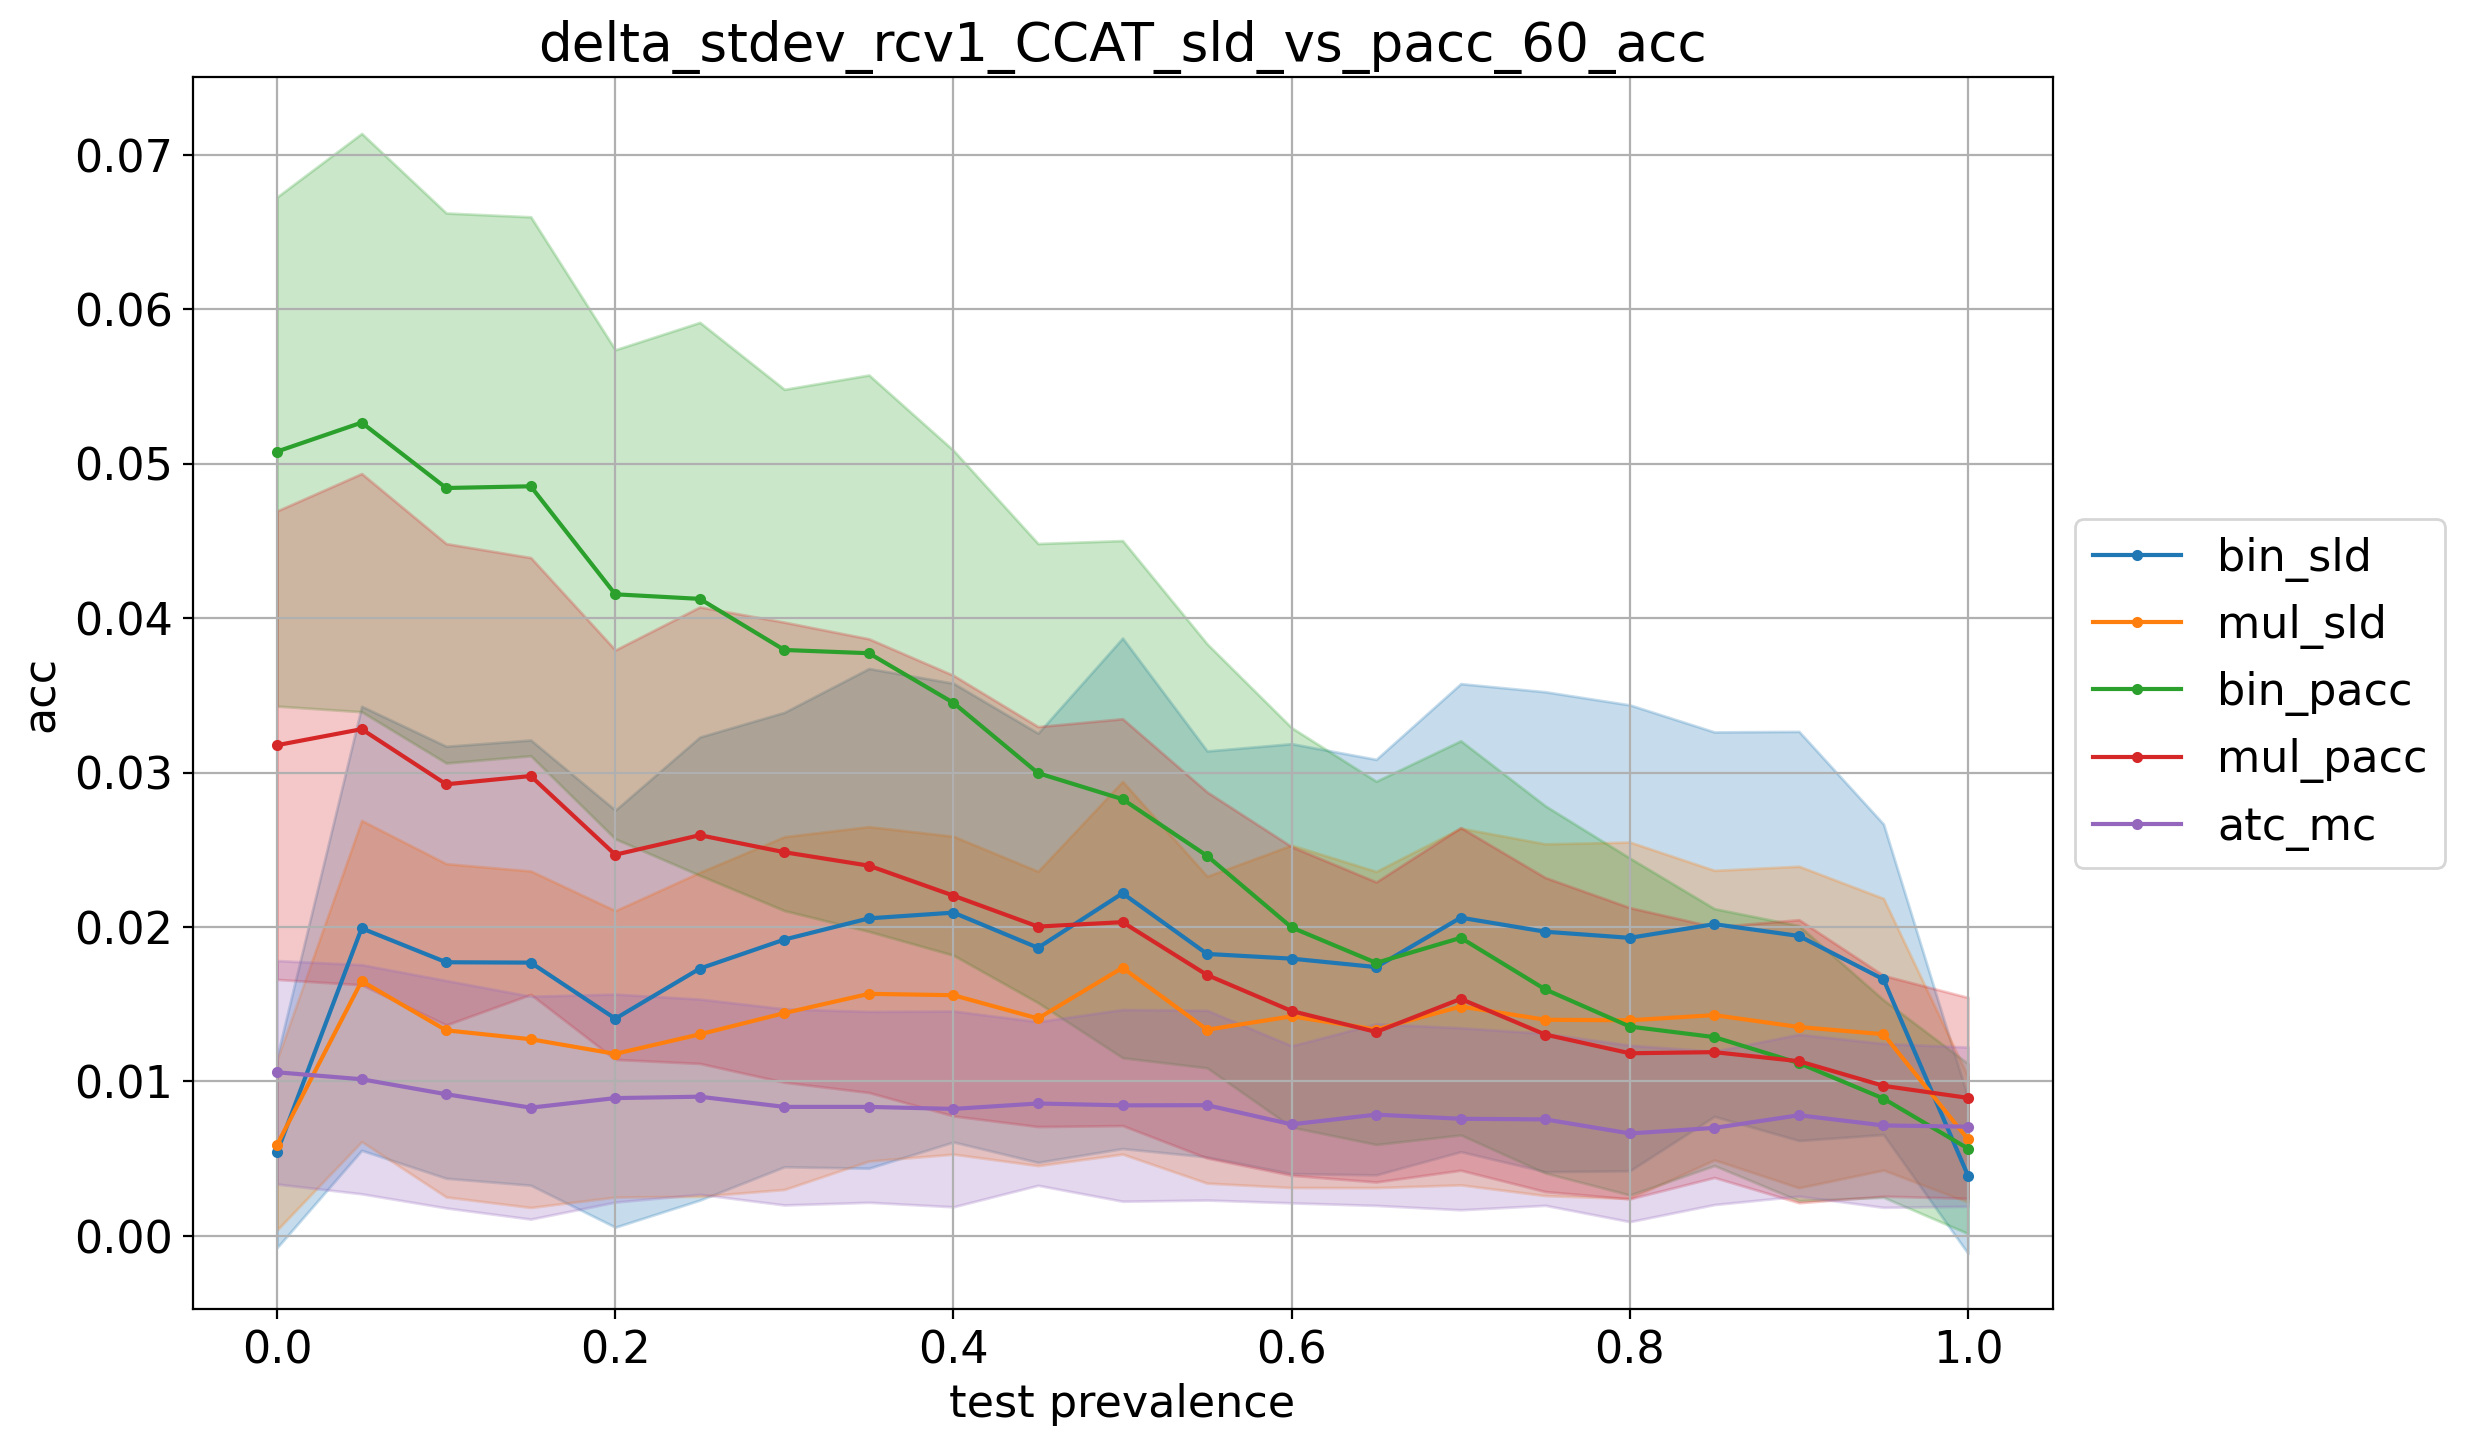 delta_stdev_rcv1_CCAT_sld_vs_pacc_60_acc
acc
0.07
0.06
0.05
0.04
0.03
0.02
0.01
0.00
0.0 0.2 0.4 0.6 0.8 1.0
test prevalence
bin_sld
mul_sld
bin_pacc
mul_pacc
atc_mc